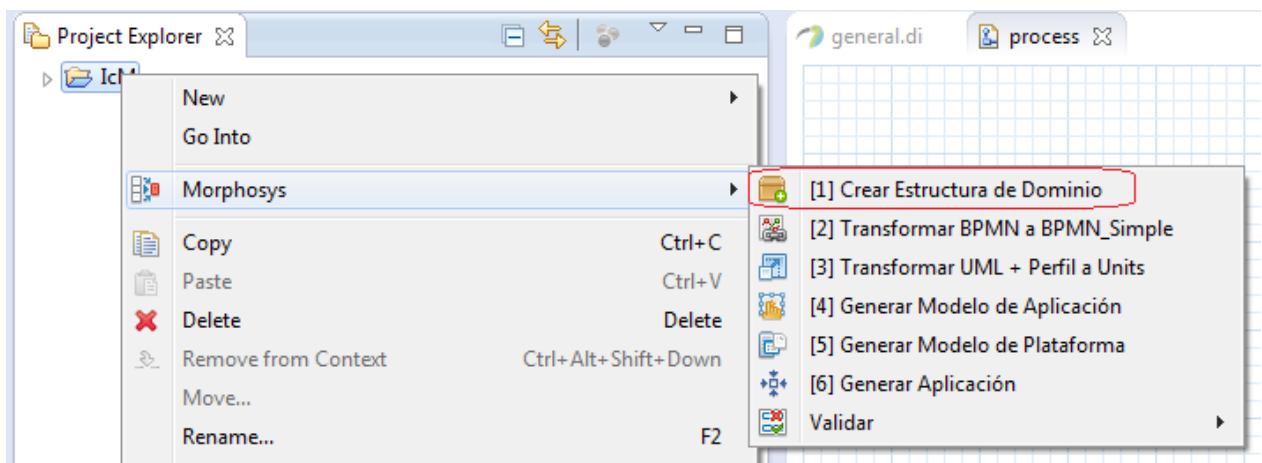 Project Explorer
general.di
process
IcM
New
Go Into
Morphosys
[1] Crear Estructura de Dominio
[2] Transformar BPMN a BPMN_Simple
Copy Ctrl+C
[3] Transformar UML + Perfil a Units
Paste Ctrl+V
[4] Generar Modelo de Aplicación
Delete Delete
[5] Generar Modelo de Plataforma
Remove from Context Ctrl+Alt+Shift+Down
[6] Generar Aplicación
Move...
Validar
Rename... F2